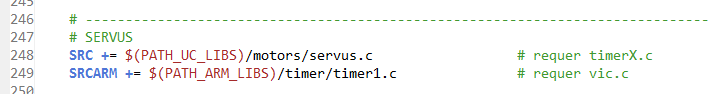 245
246 # ------------------------------------------------------------------------------
247 # SERVUS
248 SRC += $(PATH_UC_LIBS)/motors/servus.c # requer timerX.c
249 SRCARM += $(PATH_ARM_LIBS)/timer/timer1.c # requer vic.c
250